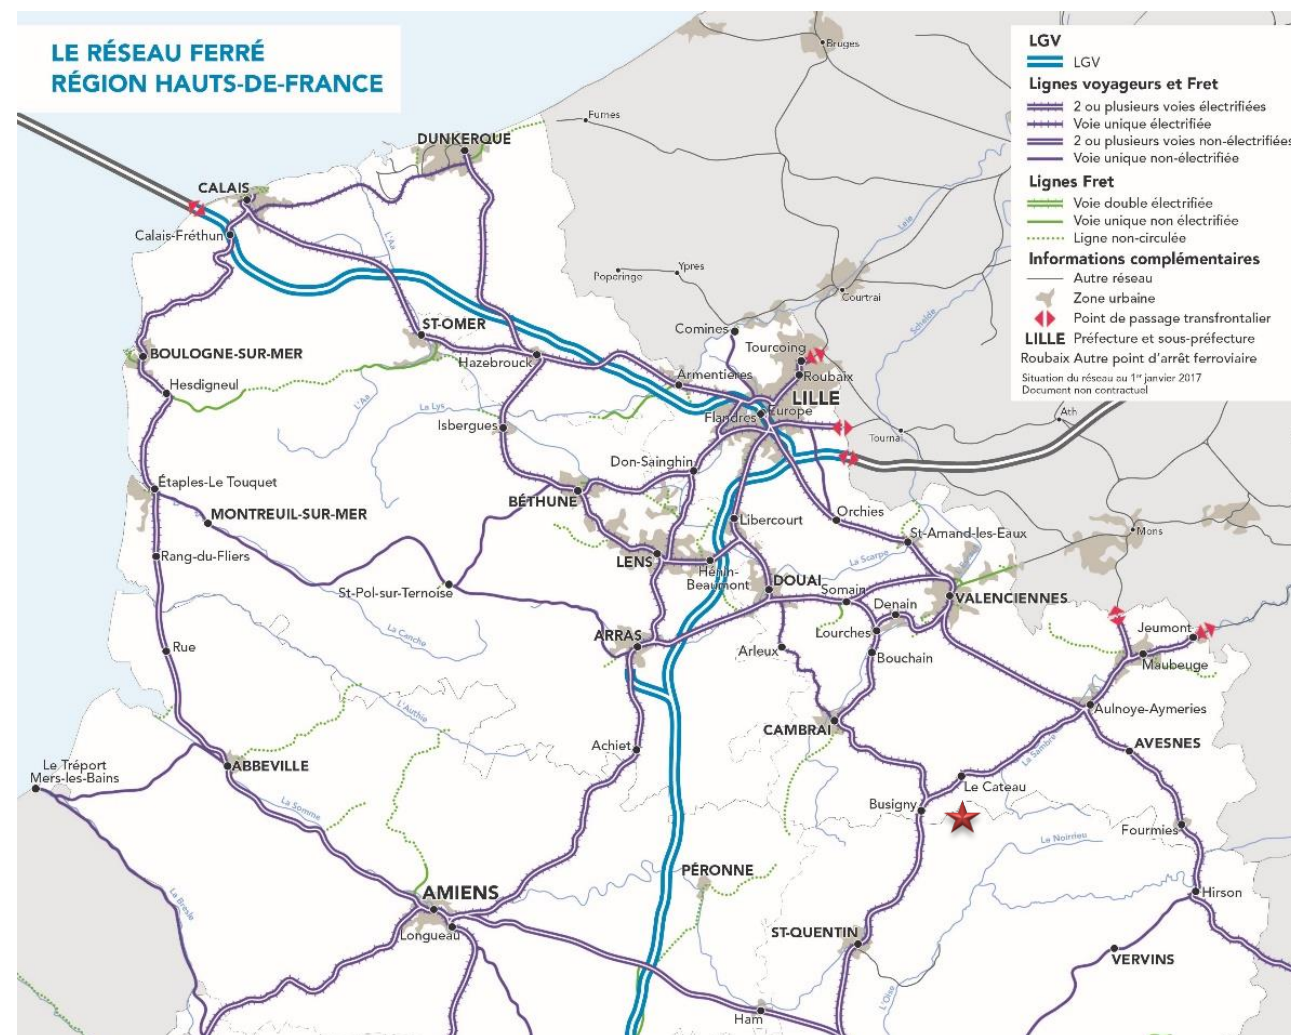 LE RÉSEAU FERRÉ
RÉGION HAUTS-DE-FRANCE
LGV
LGV
Lignes voyageurs et Fret
2 ou plusieurs voies électrifiées
Voie unique électrifiée
2 ou plusieurs voies non-électrifiées
Voie unique non-électrifiée
Lignes Fret
Voie double électrifiée
Voie unique non électrifiée
Ligne non-circulée
Informations complémentaires
Autre réseau
Zone urbaine
Point de passage transfrontalier
LILLE Préfecture et sous-préfecture
Roubaix Autre point d'arrêt ferroviaire
Situation du réseau au 1er janvier 2017
Document non contractuel
Bruges
Furnes
DUNKERQUE
CALAIS
Calais-Fréthun
L'Aa
Poperinge
Ypres
Leie
Courtrai
Schelde
Comines
Tourcoing
Roubaix
ST-OMER
Hazebrouck
Armentières
BOULOGNE-SUR-MER
Hesdigneul
L'Aa
La Lys
LILLE
Flandres
Europe
Isbergues
Tournai
Ath
Don-Sainghin
Étaples-Le Touquet
BÉTHUNE
MONTREUIL-SUR-MER
Libercourt
Orchies
Mons
St-Amand-les-Eaux
Rang-du-Fliers
LENS
Hénin-
Beaumont
La Scarpe
DOUAI
Somain
St-Pol-sur-Ternoise
Denain
VALENCIENNES
La Canche
ARRAS
Lourches
Jeumont
Rue
Arleux
Bouchain
Maubeuge
L'Authie
CAMBRAI
Aulnoye-Aymeries
Achiet
AVESNES
La Sambre
Le Tréport
Mers-les-Bains
ABBEVILLE
Le Cateau
La Somme
Busigny
Fourmies
Le Noirrieu
PÉRONNE
AMIENS
Hirson
La Bresle
Longueau
ST-QUENTIN
VERVINS
L'Oise
Ham